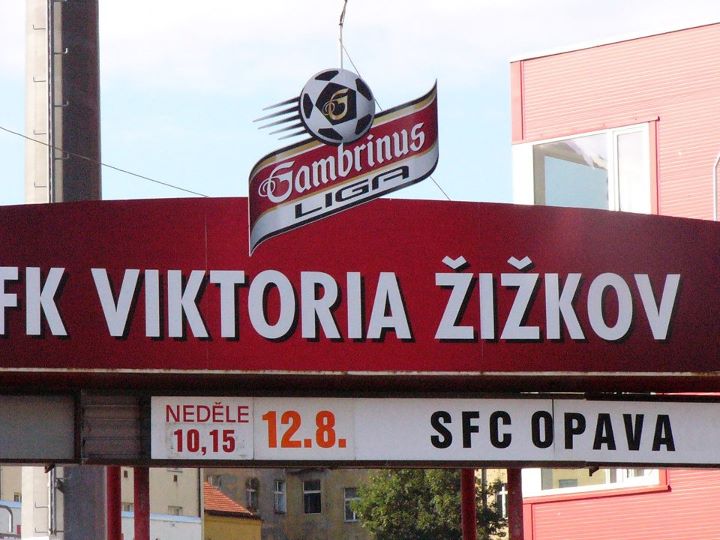 Gambrinus
LIGA
FK VIKTORIA ŽIŽKOV
NEDĚLE
10,15
12.8.
SFC OPAVA